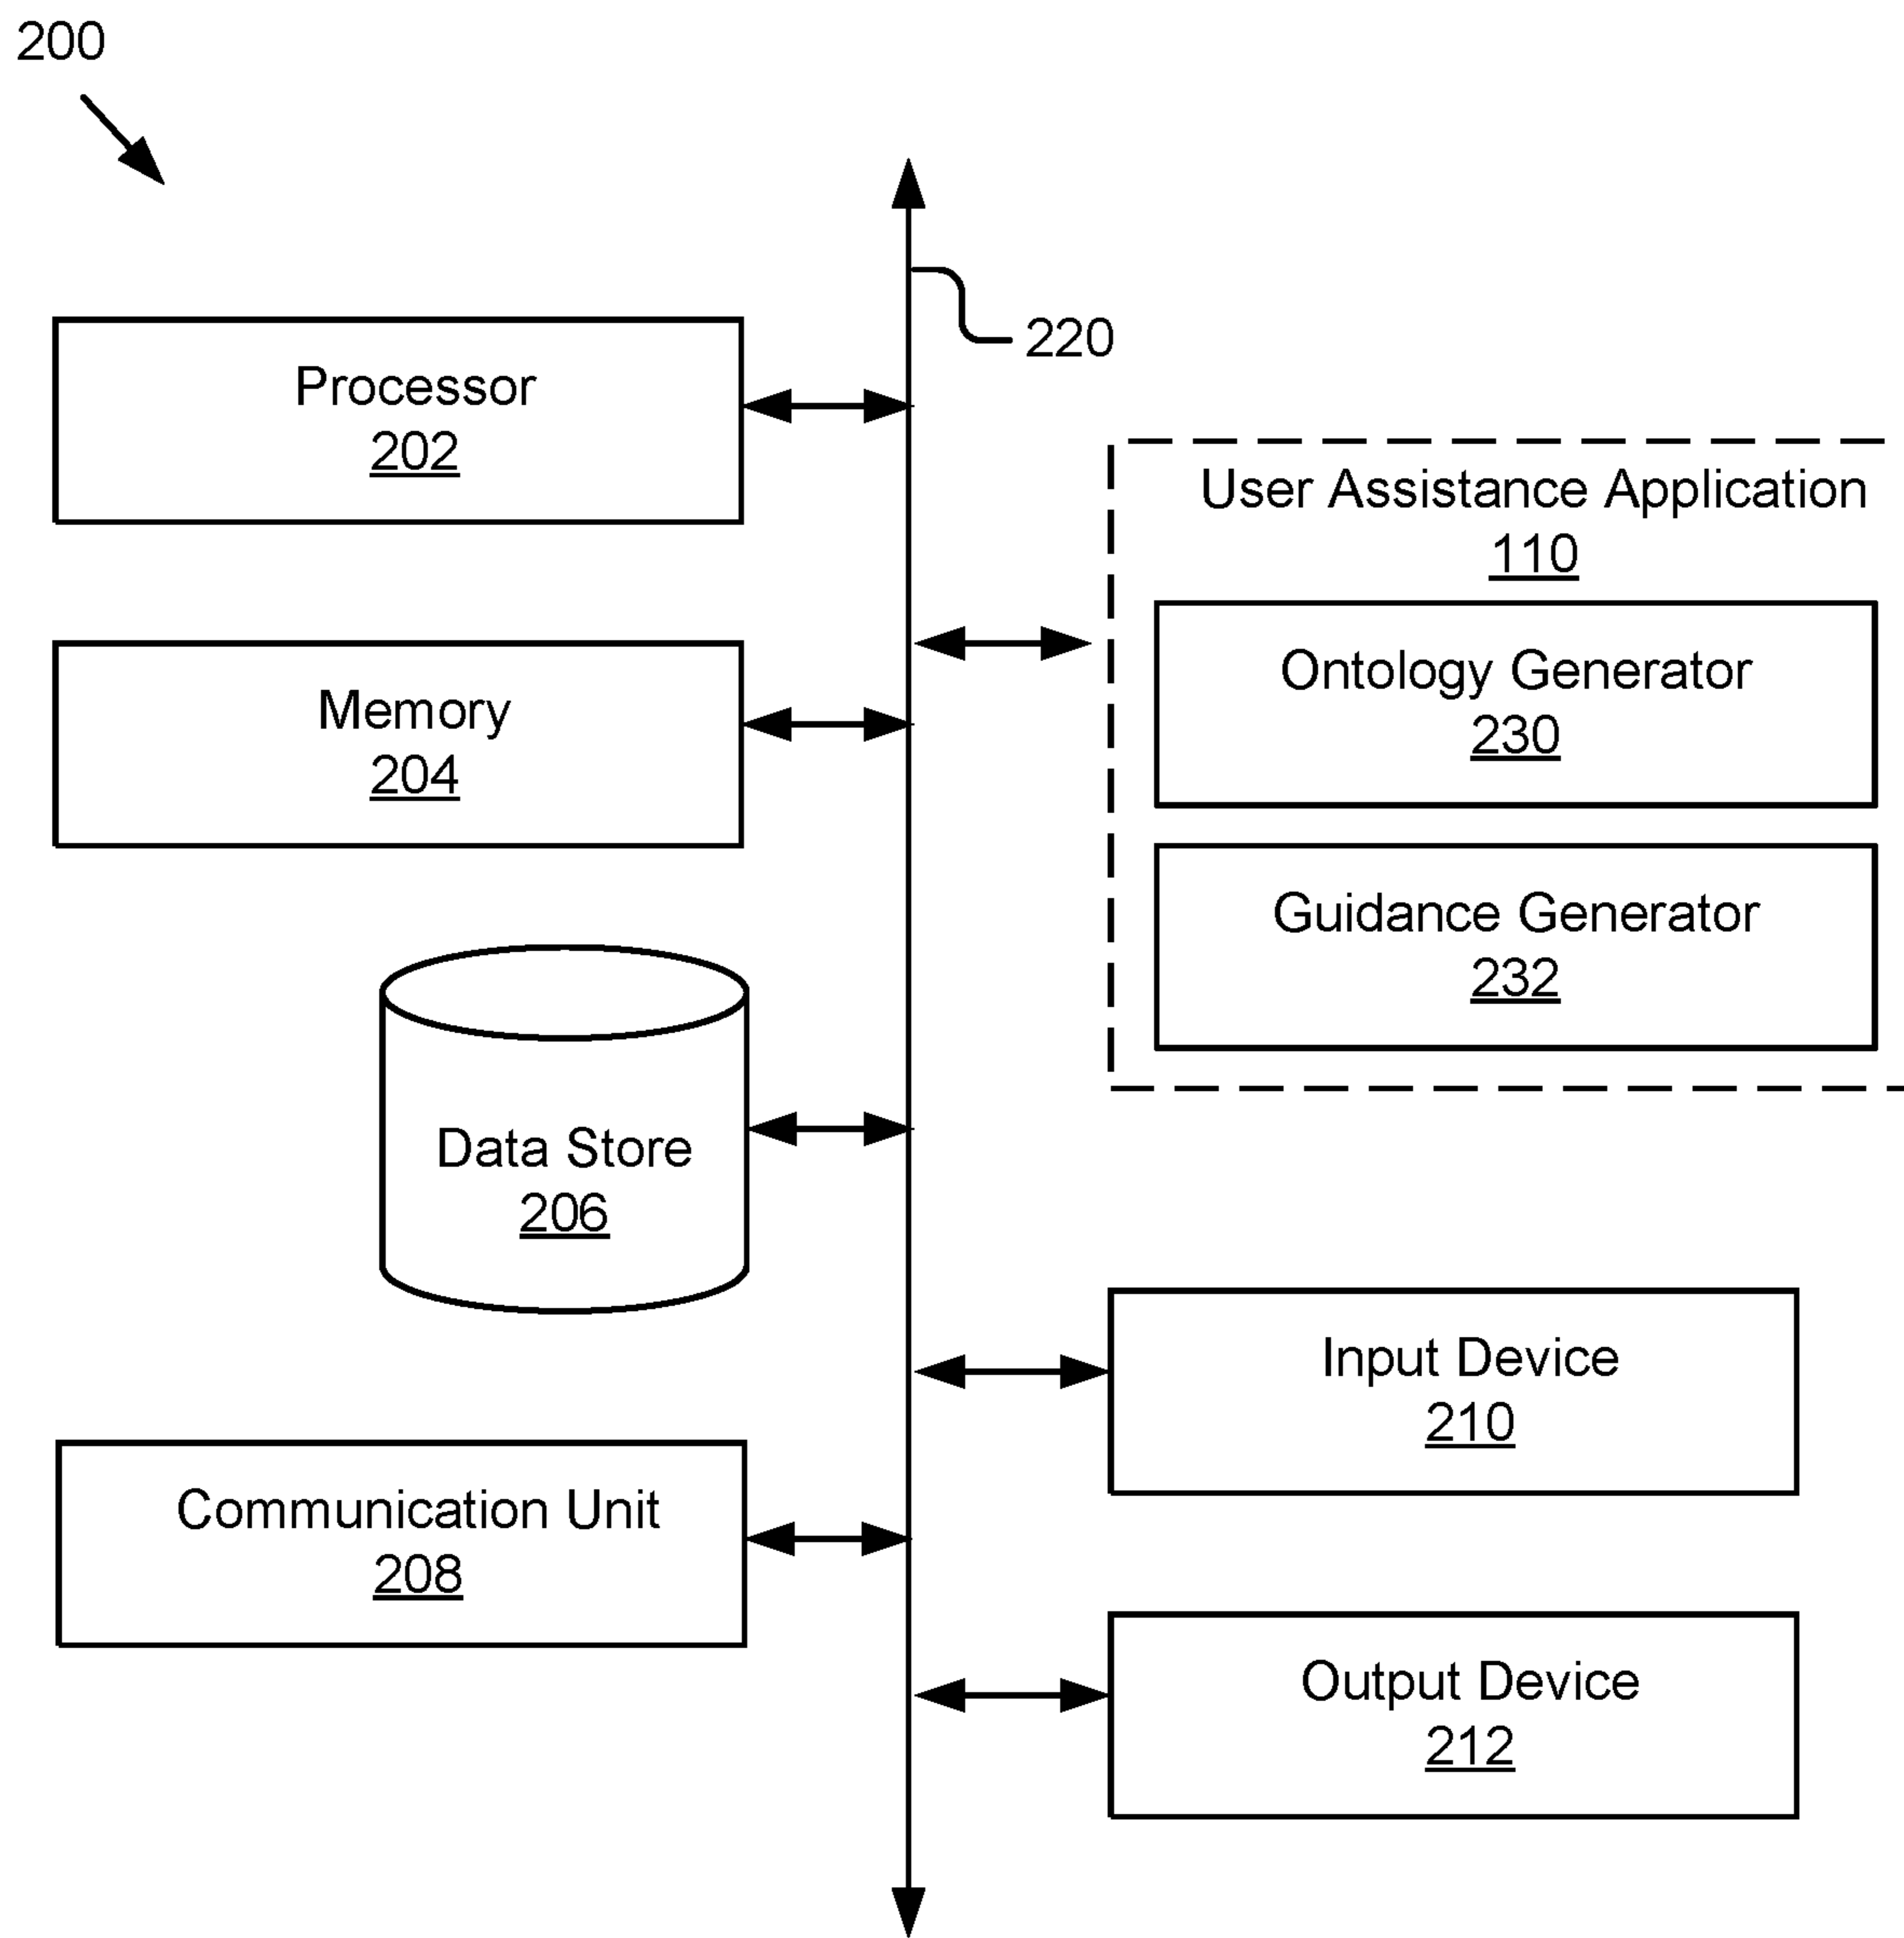 200
220
Processor
202
User Assistance Application
110
Ontology Generator
230
Memory
204
Guidance Generator
232
Data Store
206
Input Device
210
Communication Unit
208
Output Device
212